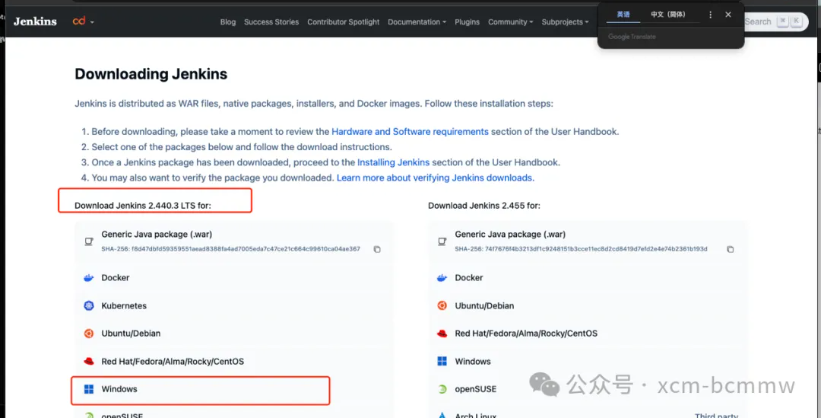 Jenkins
cd
Blog Success Stories Contributor Spotlight Documentation Plugins Community Subprojects
英语 中文（简体）
Google Translate
Search
Downloading Jenkins
Jenkins is distributed as WAR files, native packages, installers, and Docker images. Follow these installation steps:
1. Before downloading, please take a moment to review the Hardware and Software requirements section of the User Handbook.
2. Select one of the packages below and follow the download instructions.
3. Once a Jenkins package has been downloaded, proceed to the Installing Jenkins section of the User Handbook.
4. You may also want to verify the package you downloaded. Learn more about verifying Jenkins downloads.
Download Jenkins 2.440.3 LTS for:
Generic Java package (.war)
SHA-256:
Docker
Kubernetes
Ubuntu/Debian
Red Hat/Fedora/Alma/Rocky/CentOS
Windows
openSUSE
Download Jenkins 2.455 for:
Generic Java package (.war)
SHA-256:
Docker
Ubuntu/Debian
Red Hat/Fedora/Alma/Rocky/CentOS
Windows
openSUSE
Arch Linux Third party
公众号 · xcm-bcmmw